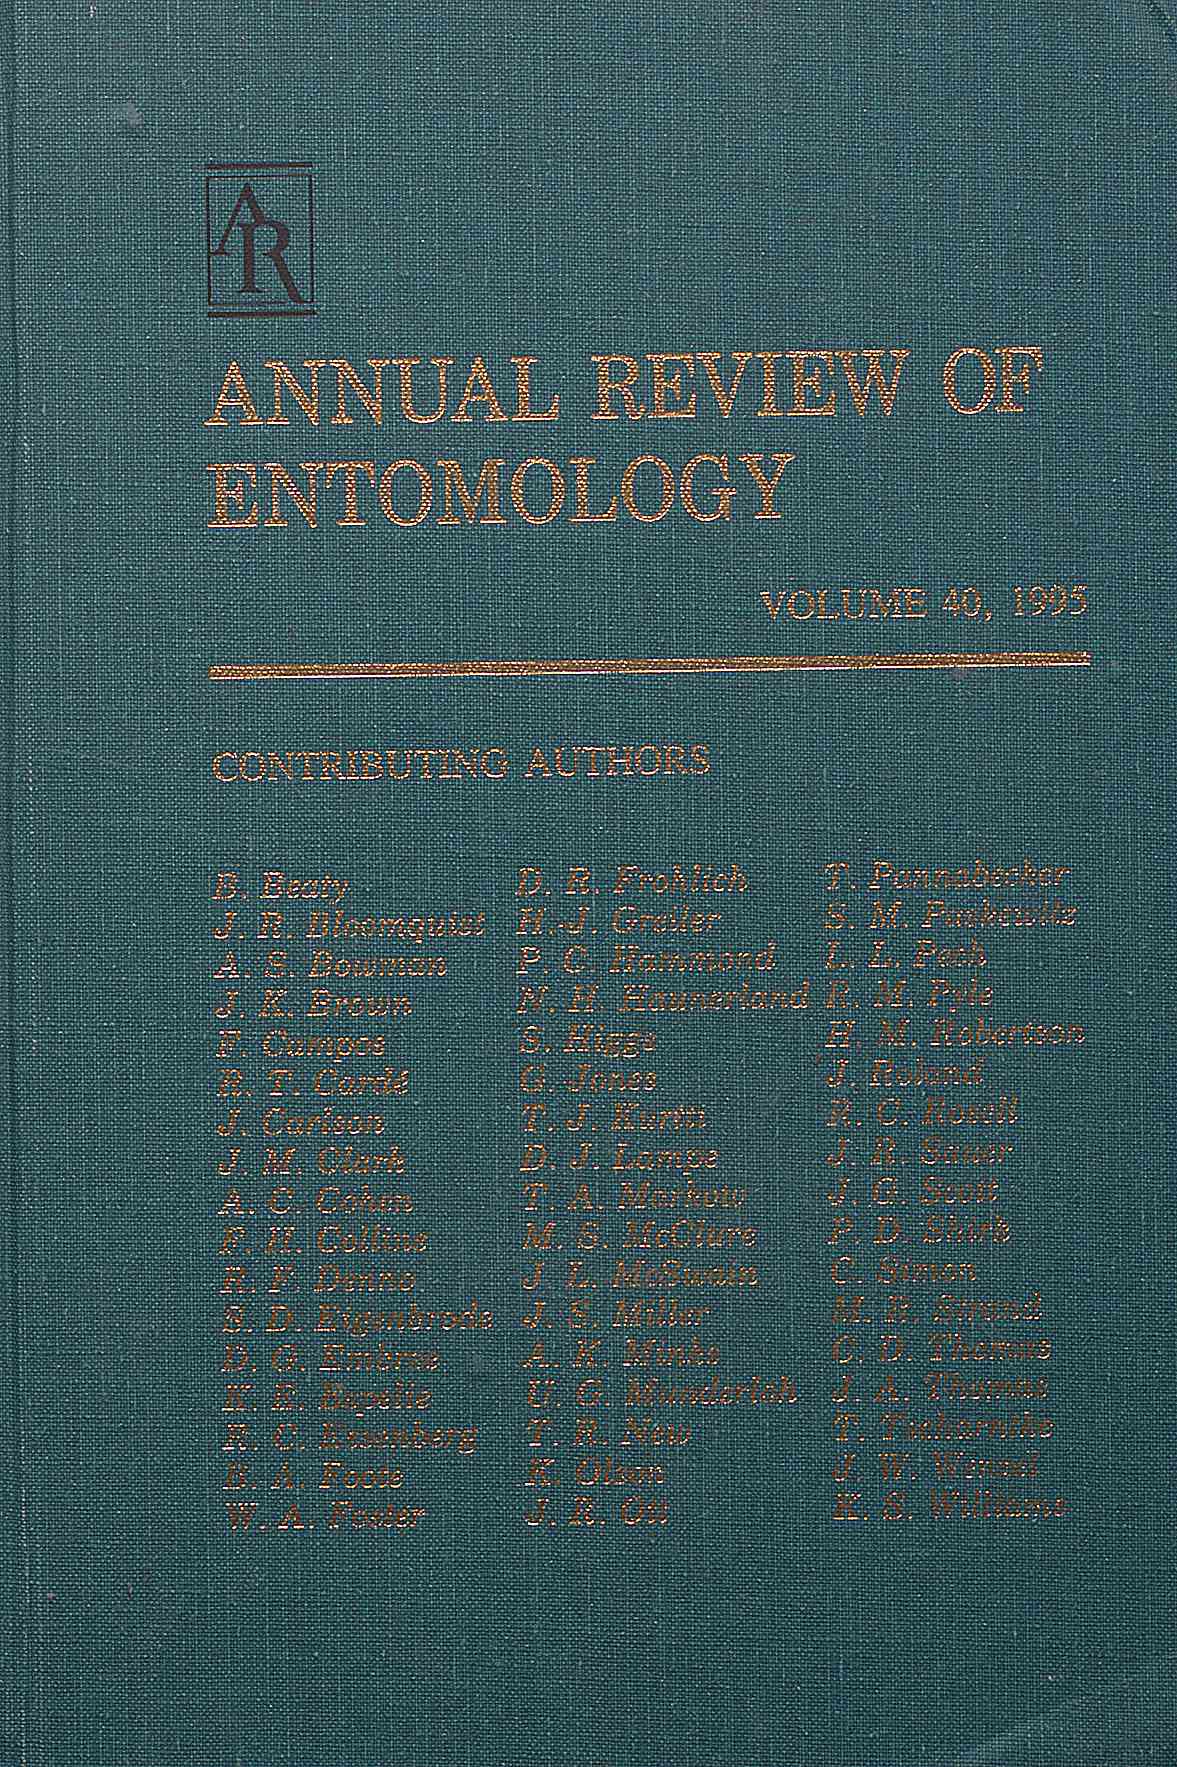 AR
ANNUAL REVIEW OF
ENTOMOLOGY
VOLUME 40, 1995
CONTRIBUTING AUTHORS
B. Beaty
J. R. Bloomquist
A. S. Bowman
J. K. Brown
F. Campos
R. T. Cardé
J. Carlson
J. M. Clark
A. C. Cohen
F. H. Collins
R. F. Denno
S. D. Eigenbrode
D. G. Embree
K. E. Espelie
R. C. Essenberg
B. A. Foote
W. A. Foster
D. R. Frohlich
H.-J. Greiler
P. C. Hammond
N. H. Haunerland
S. Higgs
G. Jones
T. J. Kurtti
D. J. Lampe
T. A. Markow
M. S. McClure
J. L. McSwain
J. S. Miller
A. K. Minks
U. G. Munderloh
T. R. New
K. Olson
J. R. Ott
T. Pannabecker
S. M. Paskewitz
L. L. Peck
R. M. Pyle
H. M. Robertson
J. Roland
R. C. Rosell
J. R. Sauer
J. G. Scott
P. D. Shirk
C. Simon
M. R. Strand
C. D. Thomas
J. A. Thomas
T. Tscharntke
J. W. Wenzel
K. S. Williams